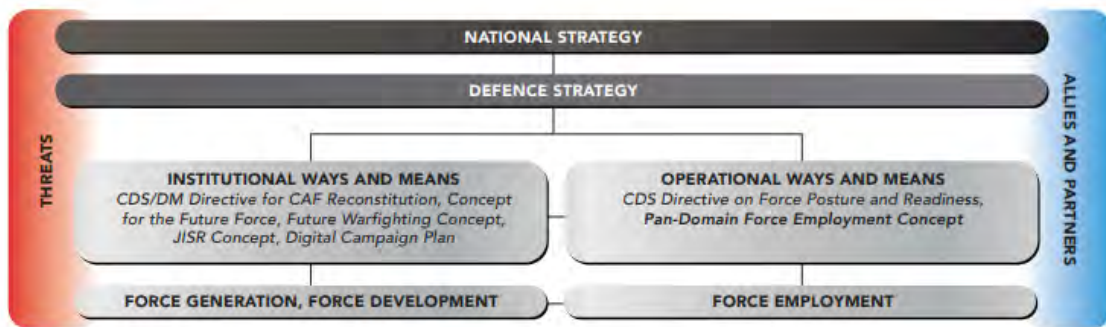 NATIONAL STRATEGY
DEFENCE STRATEGY
THREATS
INSTITUTIONAL WAYS AND MEANS
CDS/DM Directive for CAF Reconstitution, Concept
for the Future Force, Future Warfighting Concept,
JISR Concept, Digital Campaign Plan
OPERATIONAL WAYS AND MEANS
CDS Directive on Force Posture and Readiness,
Pan-Domain Force Employment Concept
ALLIES AND PARTNERS
FORCE GENERATION, FORCE DEVELOPMENT
FORCE EMPLOYMENT